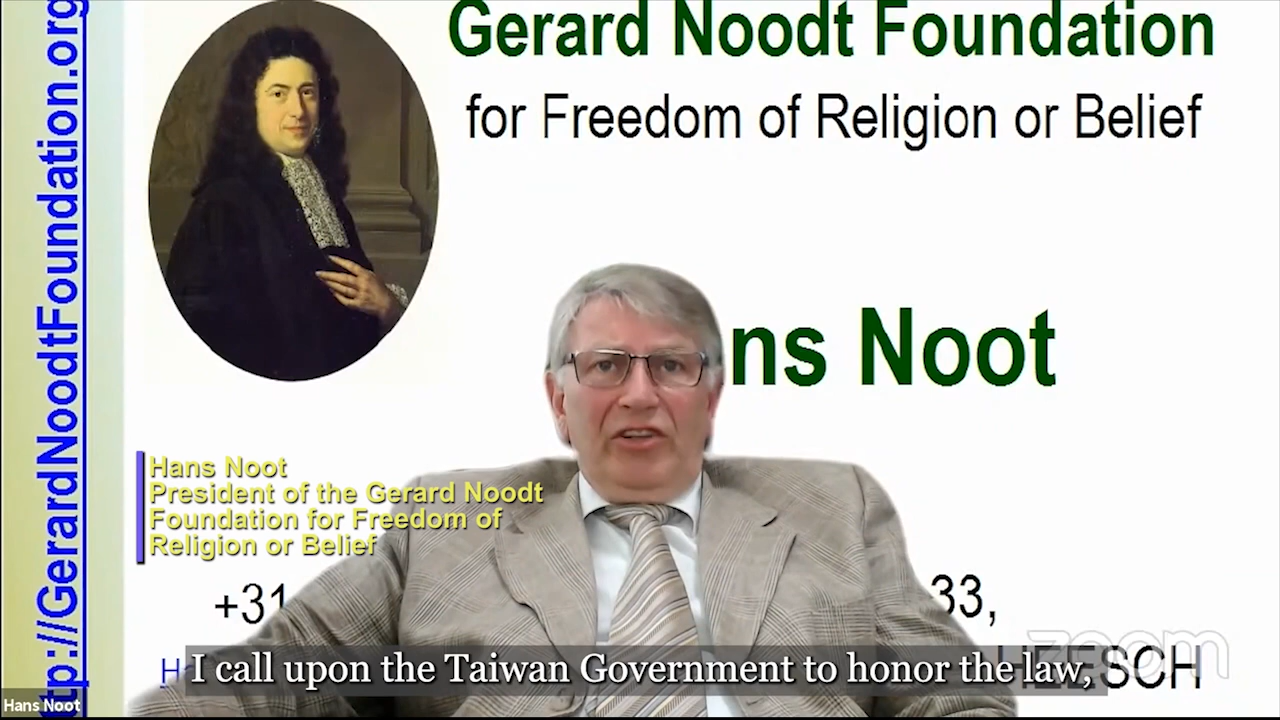 Gerard Noodt Foundation
for Freedom of Religion or Belief
tp://GerardNoodtFoundation.org
ns Noot
Hans Noot
President of the Gerard Noodt
Foundation for Freedom of
Religion or Belief
+31 33,
HEESCH
zoom
I call upon the Taiwan Government to honor the law,
Hans Noot